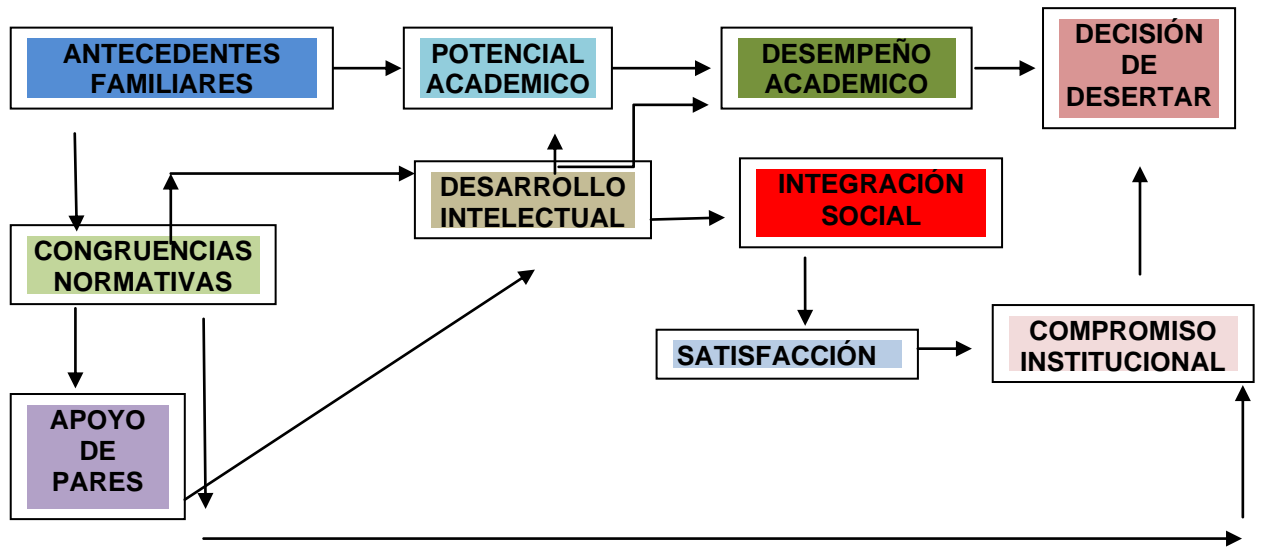 ANTECEDENTES
FAMILIARES
POTENCIAL
ACADEMICO
DESEMPEÑO
ACADEMICO
DECISIÓN
DE
DESERTAR
DESARROLLO
INTELECTUAL
INTEGRACIÓN
SOCIAL
CONGRUENCIAS
NORMATIVAS
SATISFACCIÓN
COMPROMISO
INSTITUCIONAL
APOYO
DE
PARES